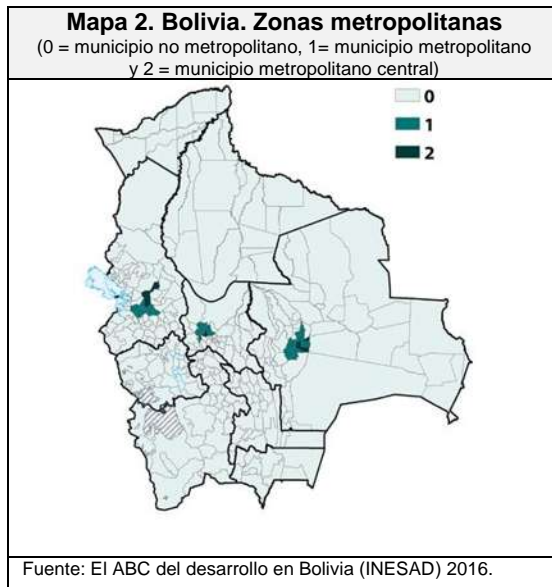 Mapa 2. Bolivia. Zonas metropolitanas
(0 = municipio no metropolitano, 1= municipio metropolitano
y 2 = municipio metropolitano central)
0
1
2
Fuente: El ABC del desarrollo en Bolivia (INESAD) 2016.